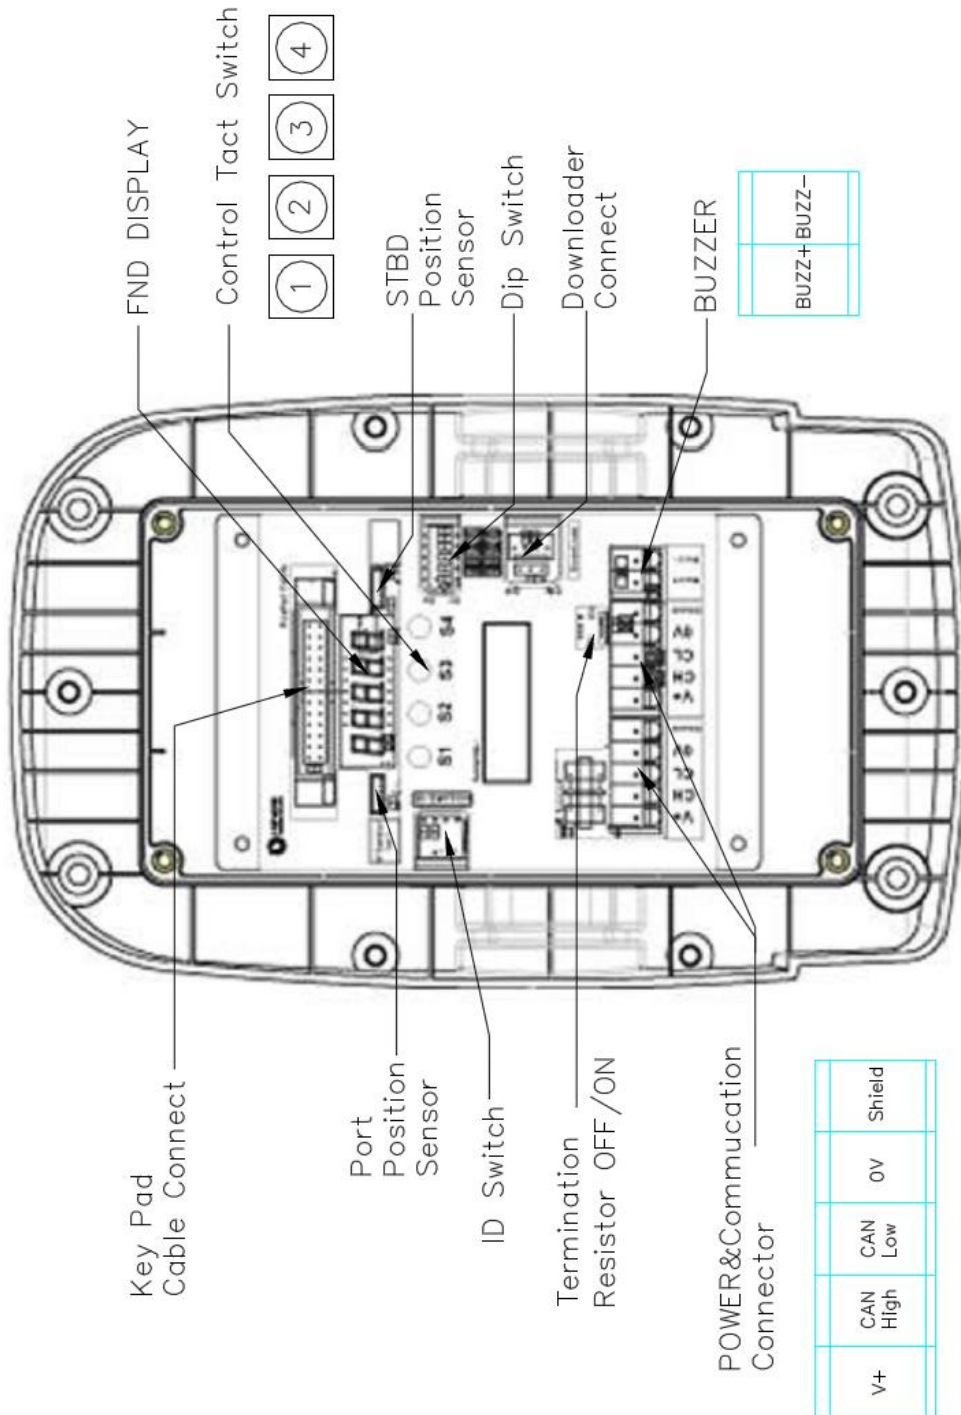 Key Pad
Cable Connect
Port
Position
Sensor
ID Switch
Termination
Resistor OFF/ON
POWER&Commucation
Connector
V+
CAN
High
CAN
Low
0V
Shield
FND DISPLAY
Control Tact Switch
1 2 3 4
STBD
Position
Sensor
Dip Switch
Downloader
Connect
BUZZER
BUZZ+ BUZZ-
S1 S2 S3 S4
V+ CH CL 0V
V+ CH CL 0V